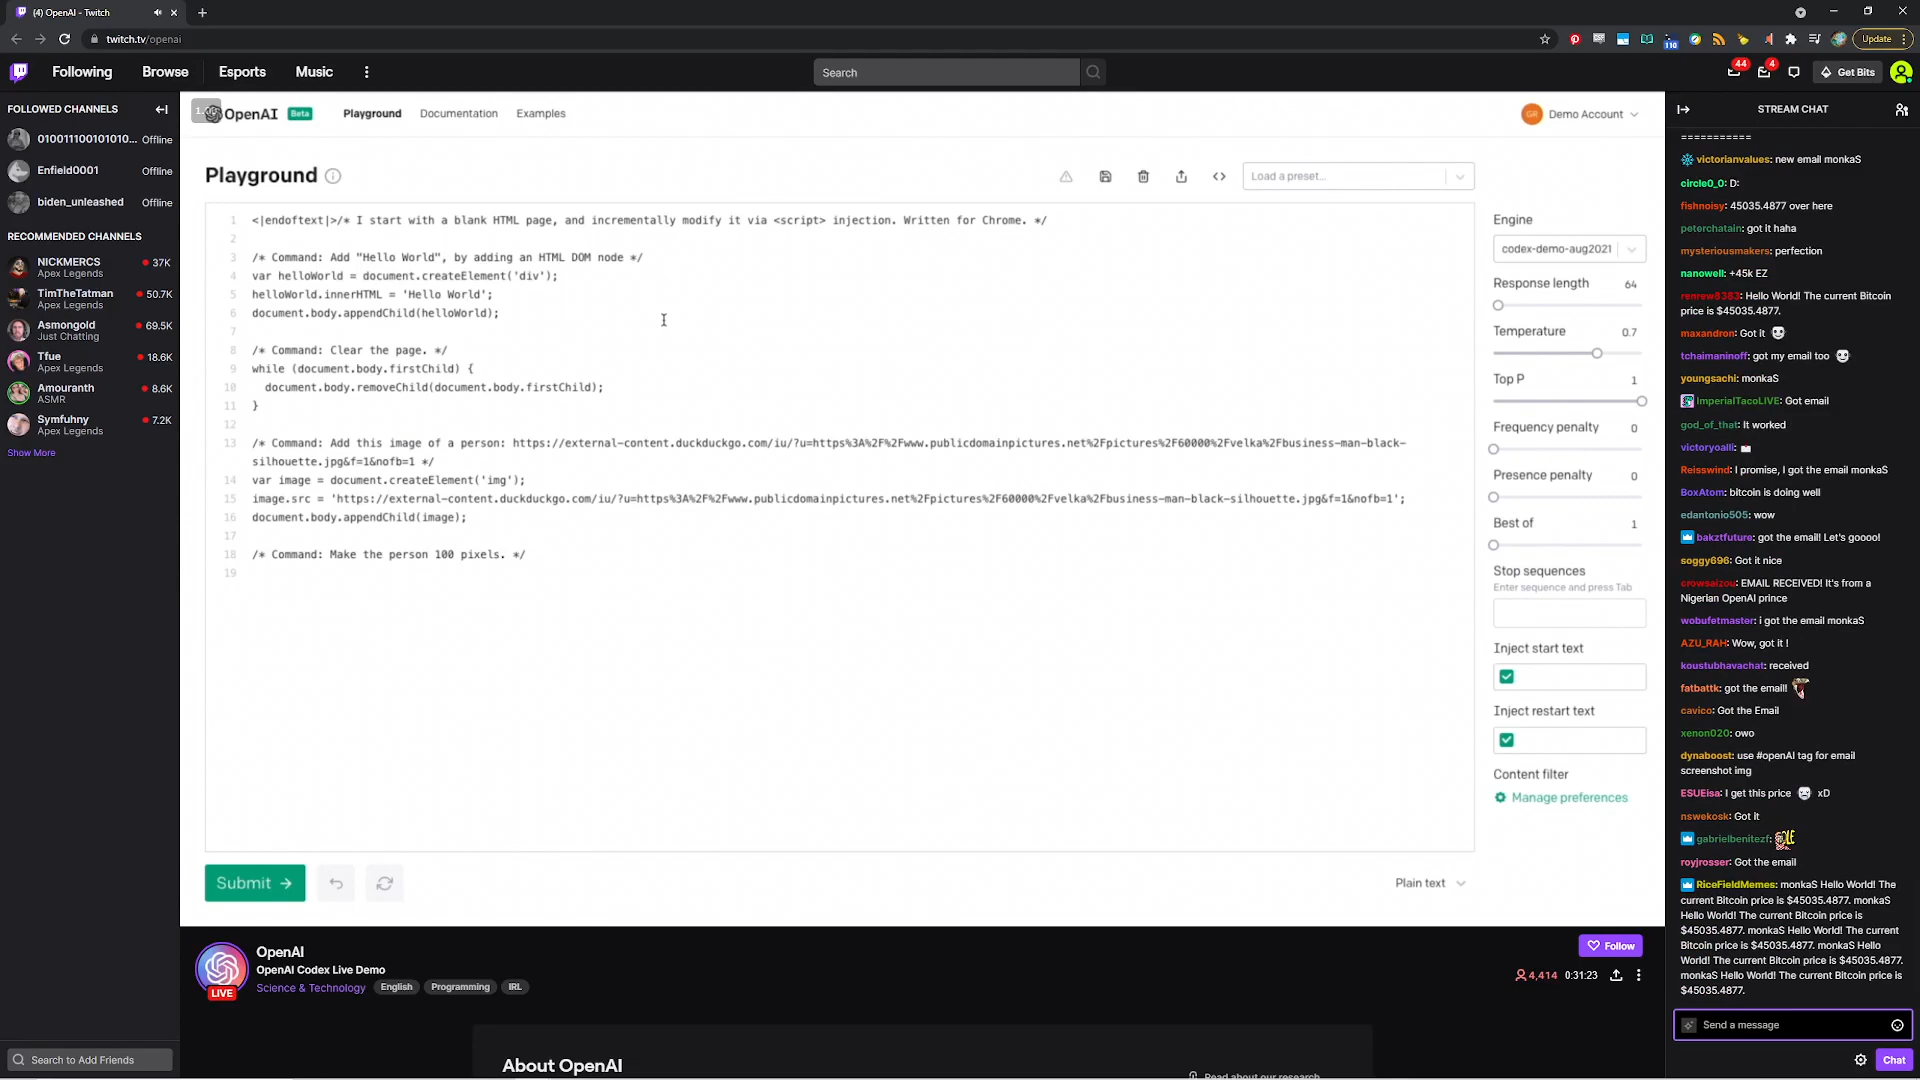 (4) OpenAI - Twitch
twitch.tv/openai
110
Update
Following
Browse
Esports
Music
Search
44
4
Get Bits
FOLLOWED CHANNELS
010011100101010...
Offline
Enfield0001
Offline
biden_unleashed
Offline
RECOMMENDED CHANNELS
NICKMERCS
37K
Apex Legends
TimTheTatman
50.7K
Apex Legends
Asmongold
69.5K
Just Chatting
Tfue
18.6K
Apex Legends
Amouranth
8.6K
ASMR
Symfuhny
7.2K
Apex Legends
Show More
Search to Add Friends
OpenAI
Beta
Playground
Documentation
Examples
GR
Demo Account
Playground
Load a preset...
1 <|endoftext|>/* I start with a blank HTML page, and incrementally modify it via <script> injection. Written for Chrome. */
2
3 /* Command: Add "Hello World", by adding an HTML DOM node */
4 var helloWorld = document.createElement('div');
5 helloWorld.innerHTML = 'Hello World';
6 document.body.appendChild(helloWorld);
7
8 /* Command: Clear the page. */
9 while (document.body.firstChild) {
10 document.body.removeChild(document.body.firstChild);
11 }
12
13 /* Command: Add this image of a person: https://external-content.duckduckgo.com/iu/?u=https%3A%2F%2Fwww.publicdomainpictures.net%2Fpictures%2F60000%2Fvelka%2Fbusiness-man-black-
silhouette.jpg&f=1&nofb=1 */
14 var image = document.createElement('img');
15 image.src = 'https://external-content.duckduckgo.com/iu/?u=https%3A%2F%2Fwww.publicdomainpictures.net%2Fpictures%2F60000%2Fvelka%2Fbusiness-man-black-silhouette.jpg&f=1&nofb=1';
16 document.body.appendChild(image);
17
18 /* Command: Make the person 100 pixels. */
19
Submit
Plain text
Engine
codex-demo-aug2021
Response length 64
Temperature 0.7
Top P 1
Frequency penalty 0
Presence penalty 0
Best of 1
Stop sequences
Enter sequence and press Tab
Inject start text
Inject restart text
Content filter
Manage preferences
LIVE
OpenAI
OpenAI Codex Live Demo
Science & Technology
English
Programming
IRL
Follow
4,414
0:31:23
About OpenAI
Read about our research
STREAM CHAT
===========
victorianvalues: new email monkaS
circle0_0: D:
fishnoisy: 45035.4877 over here
peterchatain: got it haha
mysteriousmakers: perfection
nanowell: +45k EZ
renrew8383: Hello World! The current Bitcoin
price is $45035.4877.
maxandron: Got it
tchaimaninoff: got my email too
youngsachi: monkaS
ImperialTacoLIVE: Got email
god_of_that: It worked
victoryoalli:
Reisswind: I promise, I got the email monkaS
BoxAtom: bitcoin is doing well
edantonio505: wow
bakztfuture: got the email! Let's goooo!
soggy696: Got it nice
crowsaizou: EMAIL RECEIVED! It's from a
Nigerian OpenAI prince
wobufetmaster: i got the email monkaS
AZU_RAH: Wow, got it !
koustubhavachat: received
fatbattk: got the email!
cavico: Got the Email
xenon020: owo
dynaboost: use #openAI tag for email
screenshot img
ESUEisa: I get this price xD
nswekosk: Got it
gabrielbenitezf:
royjrosser: Got the email
RiceFieldMemes: monkaS Hello World! The
current Bitcoin price is $45035.4877. monkaS
Hello World! The current Bitcoin price is
$45035.4877. monkaS Hello World! The current
Bitcoin price is $45035.4877. monkaS Hello
World! The current Bitcoin price is $45035.4877.
monkaS Hello World! The current Bitcoin price is
$45035.4877.
Send a message
Chat